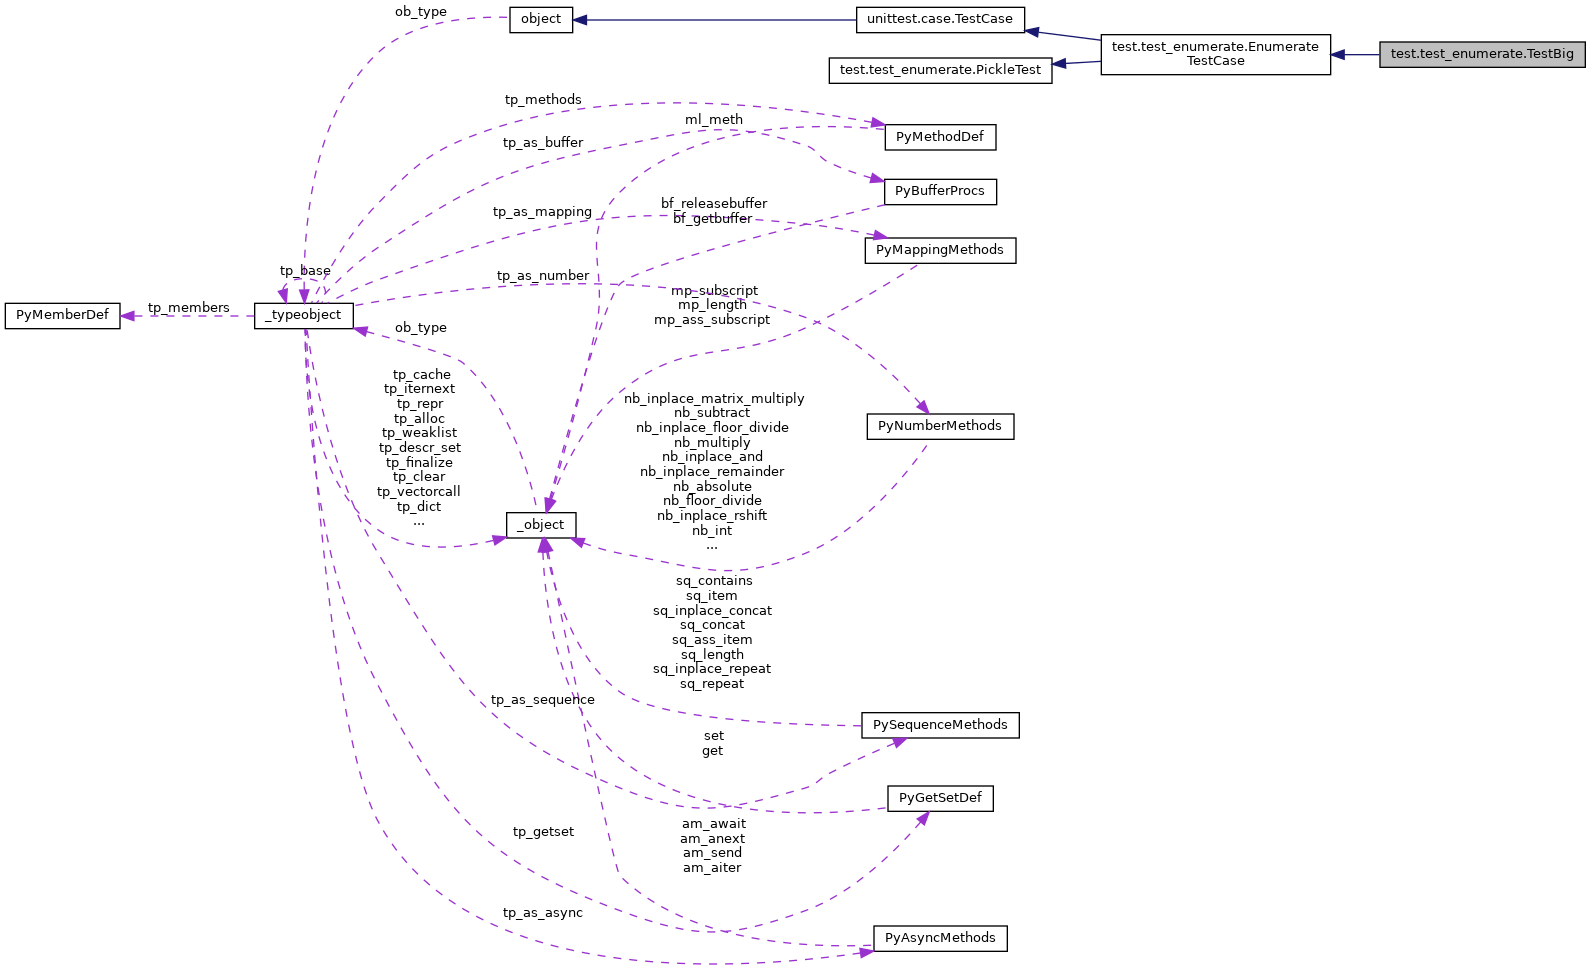 ob_type
object
unittest.case.TestCase
test.test_enumerate.Enumerate
TestCase
test.test_enumerate.TestBig
test.test_enumerate.PickleTest
tp_methods
ml_meth
PyMethodDef
tp_as_buffer
PyBufferProcs
bf_releasebuffer
bf_getbuffer
tp_as_mapping
PyMappingMethods
tp_base
tp_as_number
mp_subscript
mp_length
mp_ass_subscript
PyMemberDef
tp_members
_typeobject
ob_type
tp_cache
tp_iternext
tp_repr
tp_alloc
tp_weaklist
tp_descr_set
tp_finalize
tp_clear
tp_vectorcall
tp_dict
...
nb_inplace_matrix_multiply
nb_subtract
nb_inplace_floor_divide
nb_multiply
nb_inplace_and
nb_inplace_remainder
nb_absolute
nb_floor_divide
nb_inplace_rshift
nb_int
...
PyNumberMethods
_object
sq_contains
sq_item
sq_inplace_concat
sq_concat
sq_ass_item
sq_length
sq_inplace_repeat
sq_repeat
tp_as_sequence
PySequenceMethods
set
get
PyGetSetDef
tp_getset
am_await
am_anext
am_send
am_aiter
tp_as_async
PyAsyncMethods